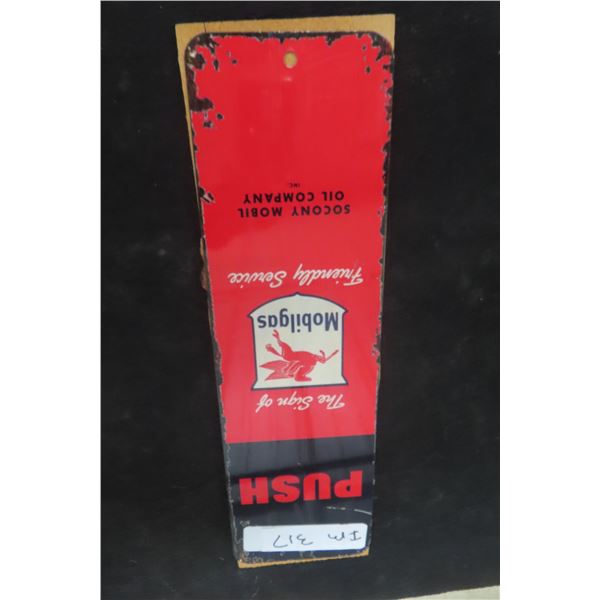 IM 317
PUSH
The Sign of
Mobilgas
Friendly Service
SOCONY MOBIL
OIL COMPANY
INC.